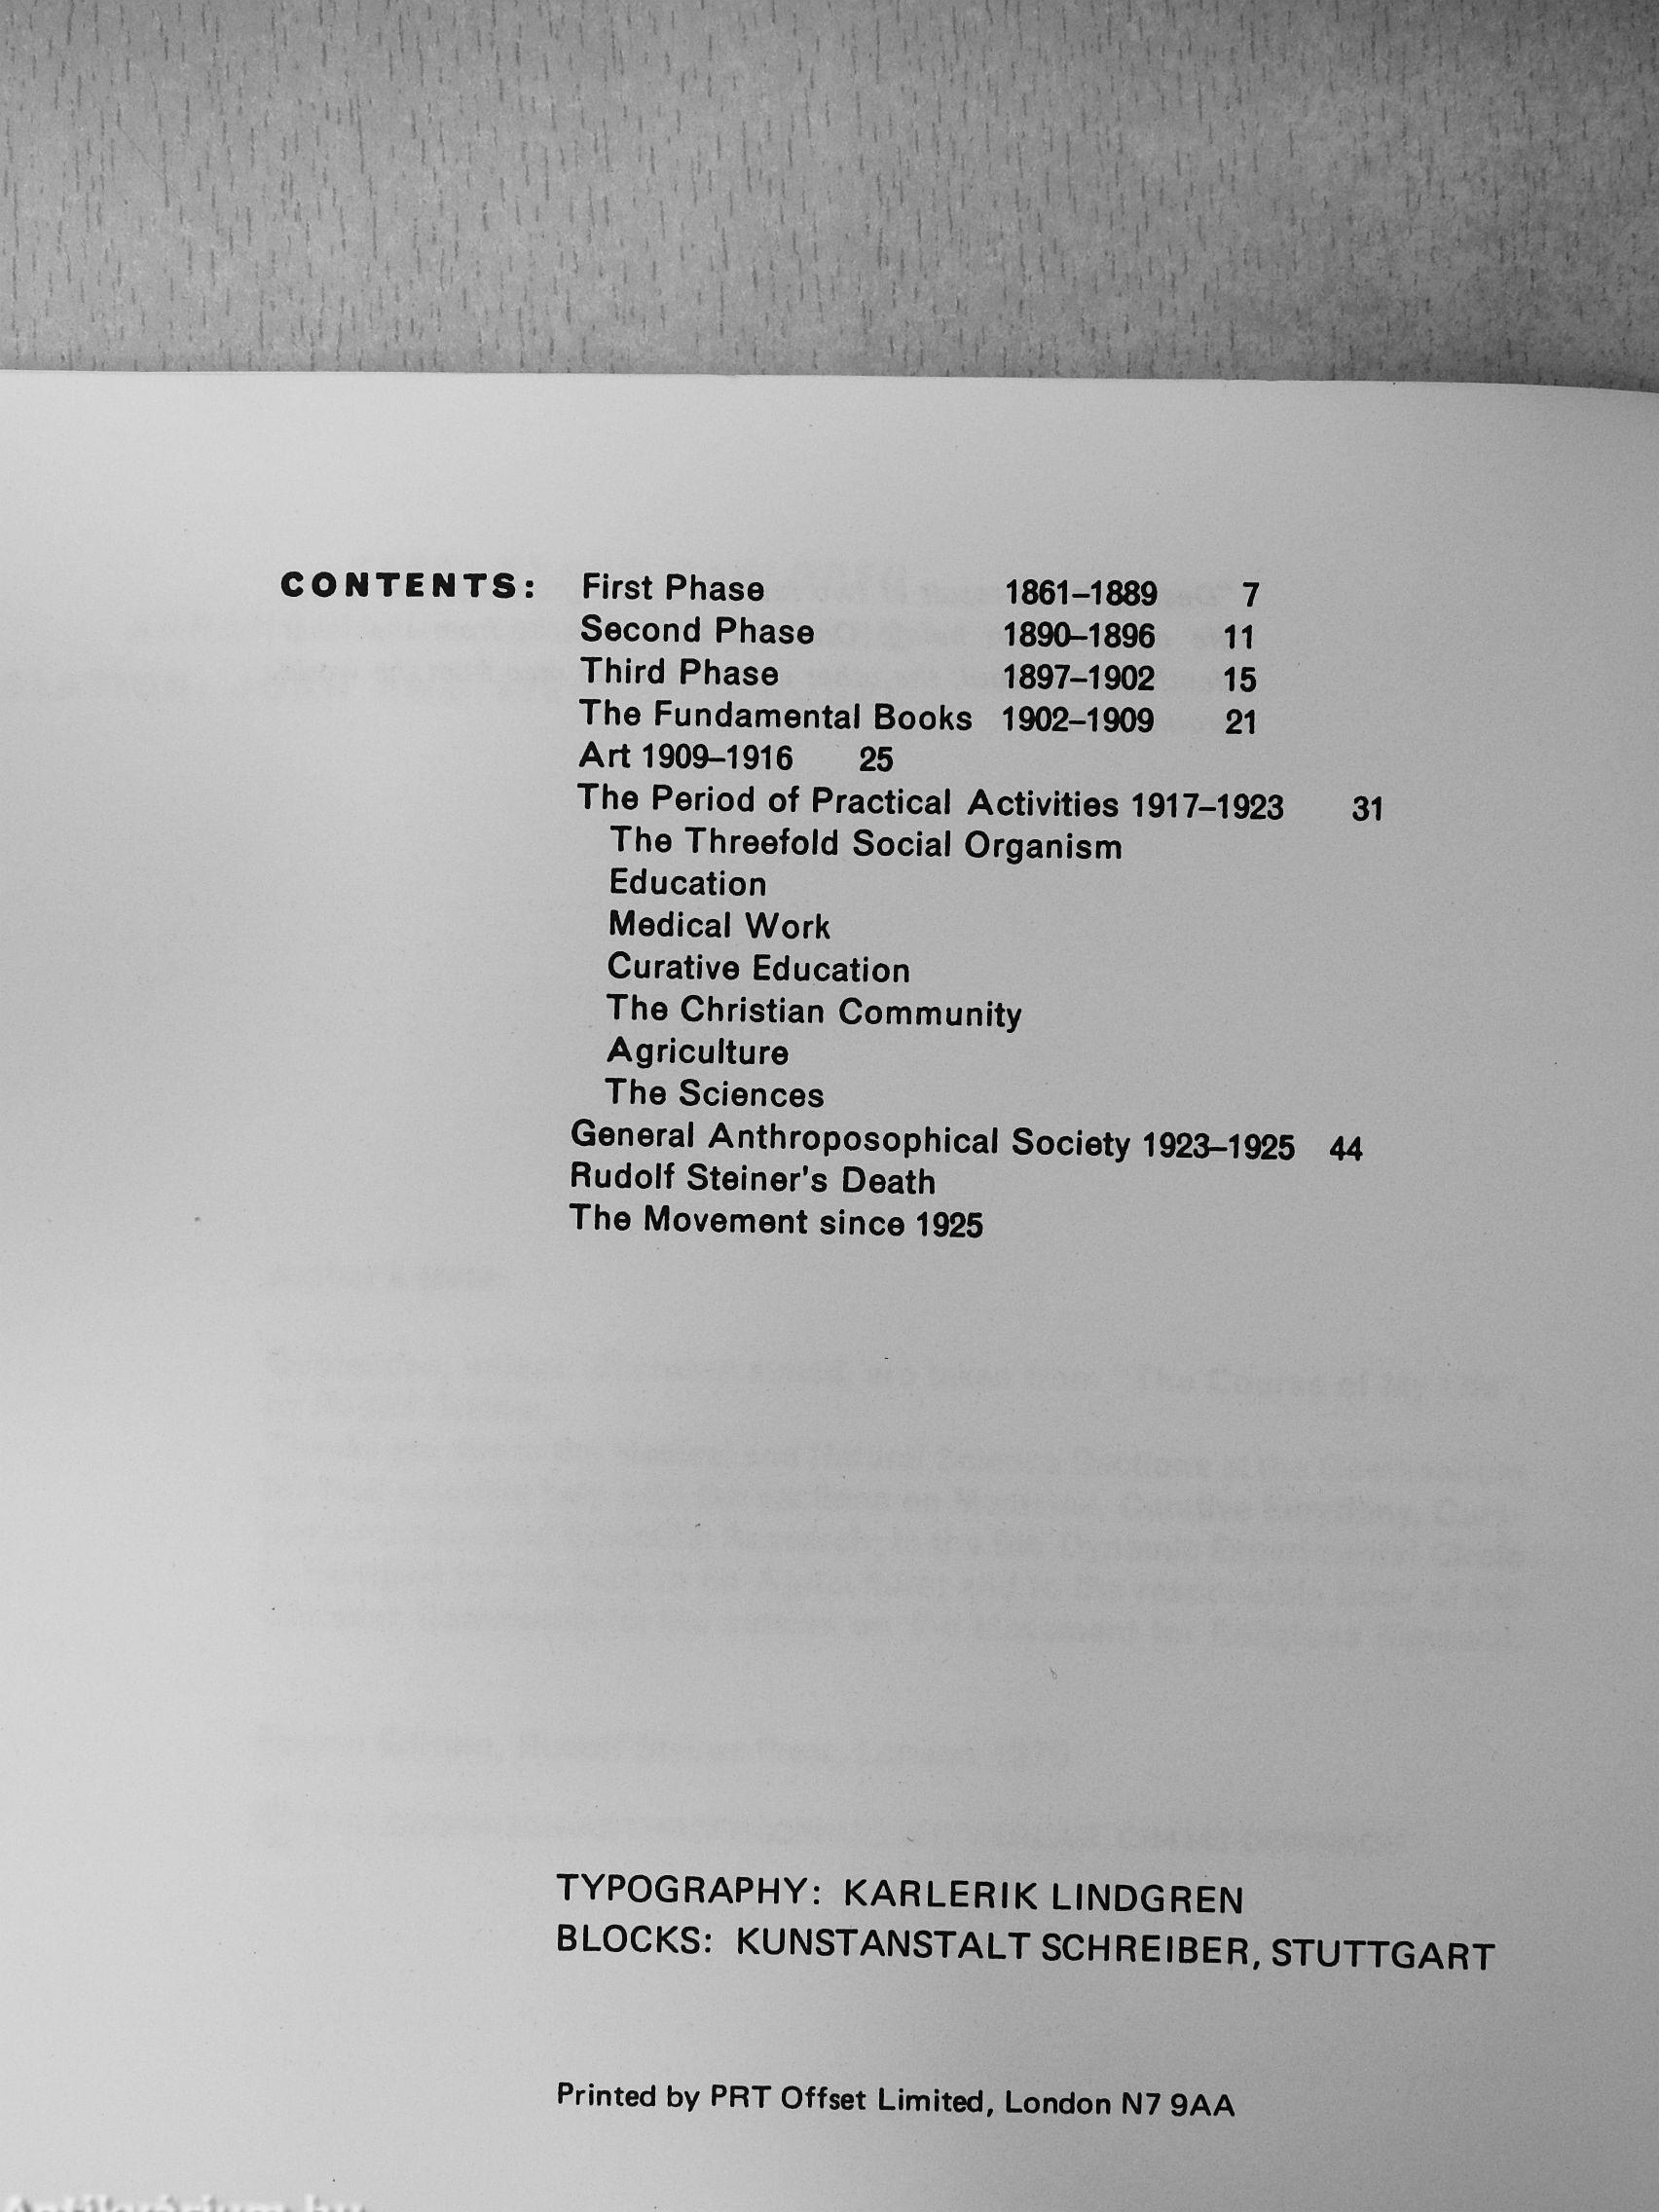 CONTENTS: First Phase 1861–1889 7
Second Phase 1890–1896 11
Third Phase 1897–1902 15
The Fundamental Books 1902–1909 21
Art 1909–1916 25
The Period of Practical Activities 1917–1923 31
The Threefold Social Organism
Education
Medical Work
Curative Education
The Christian Community
Agriculture
The Sciences
General Anthroposophical Society 1923–1925 44
Rudolf Steiner's Death
The Movement since 1925
TYPOGRAPHY: KARLERIK LINDGREN
BLOCKS: KUNSTANSTALT SCHREIBER, STUTTGART
Printed by PRT Offset Limited, London N7 9AA